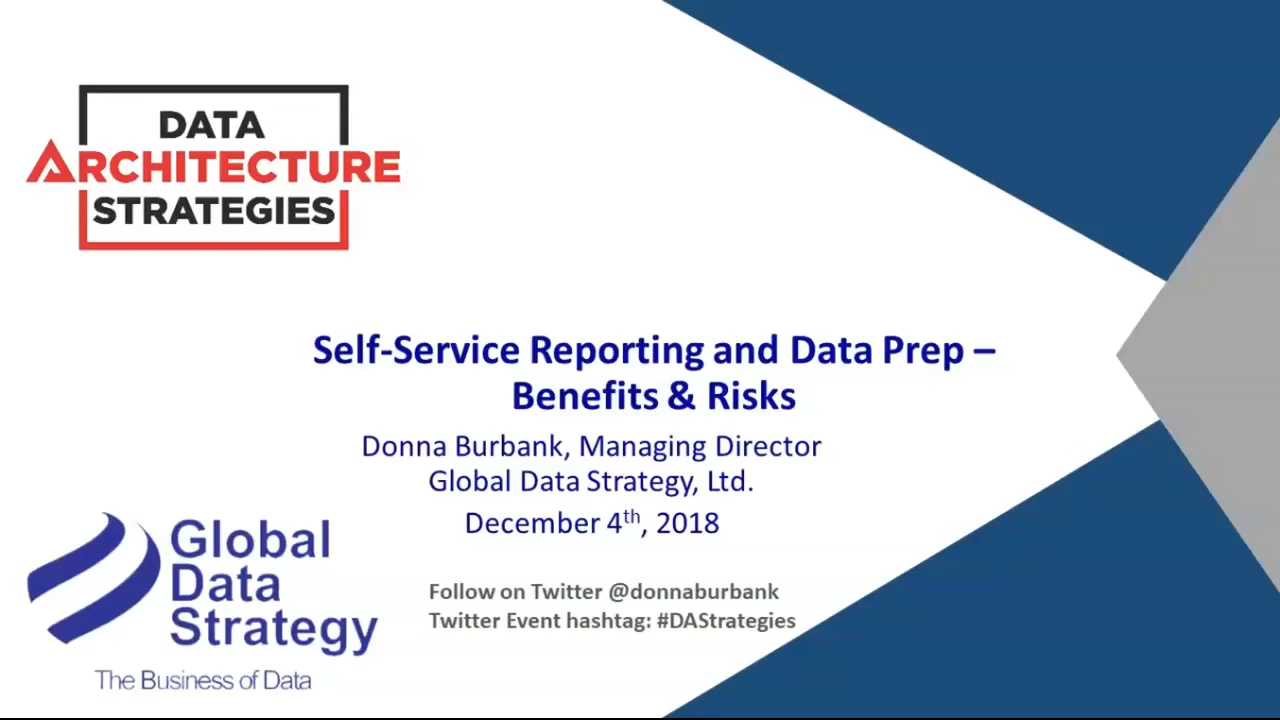 DATA
ARCHITECTURE
STRATEGIES
Self-Service Reporting and Data Prep –
Benefits & Risks
Donna Burbank, Managing Director
Global Data Strategy, Ltd.
December 4th, 2018
Global
Data
Strategy
The Business of Data
Follow on Twitter @donnaburbank
Twitter Event hashtag: #DAStrategies